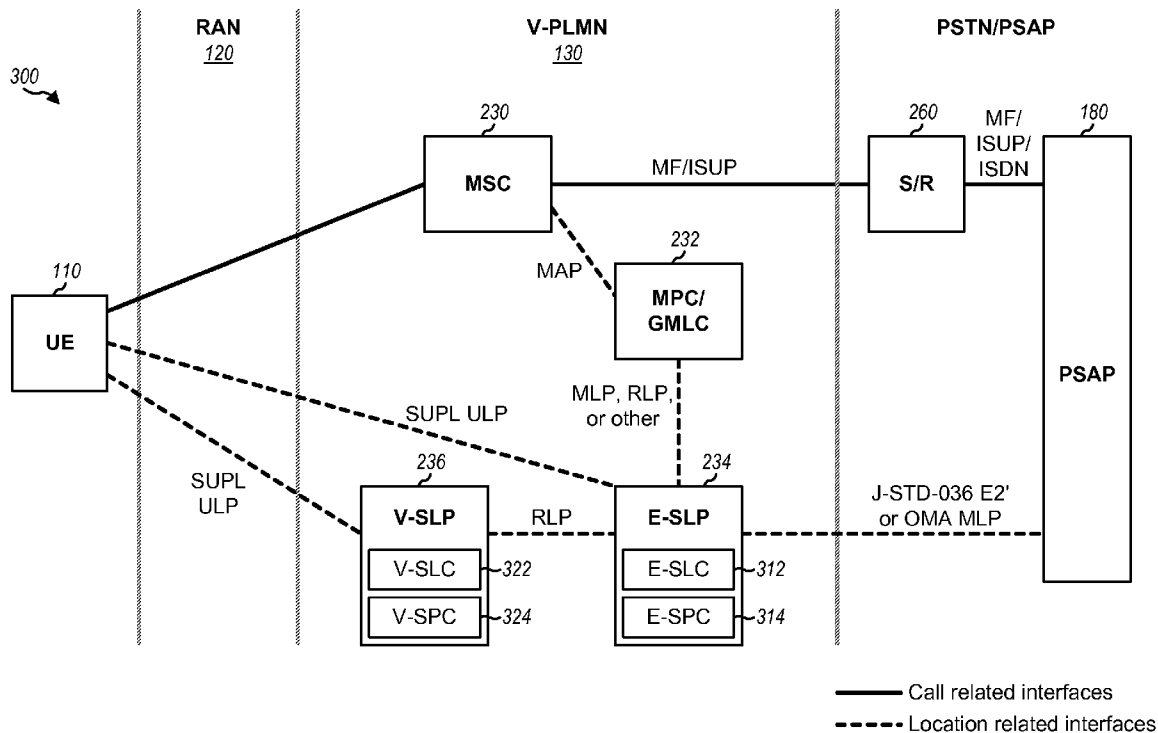 RAN
120
V-PLMN
130
PSTN/PSAP
300
230
MSC
MF/ISUP
260
S/R
MF/
ISUP/
ISDN
180
PSAP
MAP
232
MPC/
GMLC
110
UE
MLP, RLP,
or other
SUPL ULP
SUPL
ULP
236
V-SLP
V-SLC
322
V-SPC
324
RLP
234
E-SLP
E-SLC
312
E-SPC
314
J-STD-036 E2'
or OMA MLP
Call related interfaces
Location related interfaces